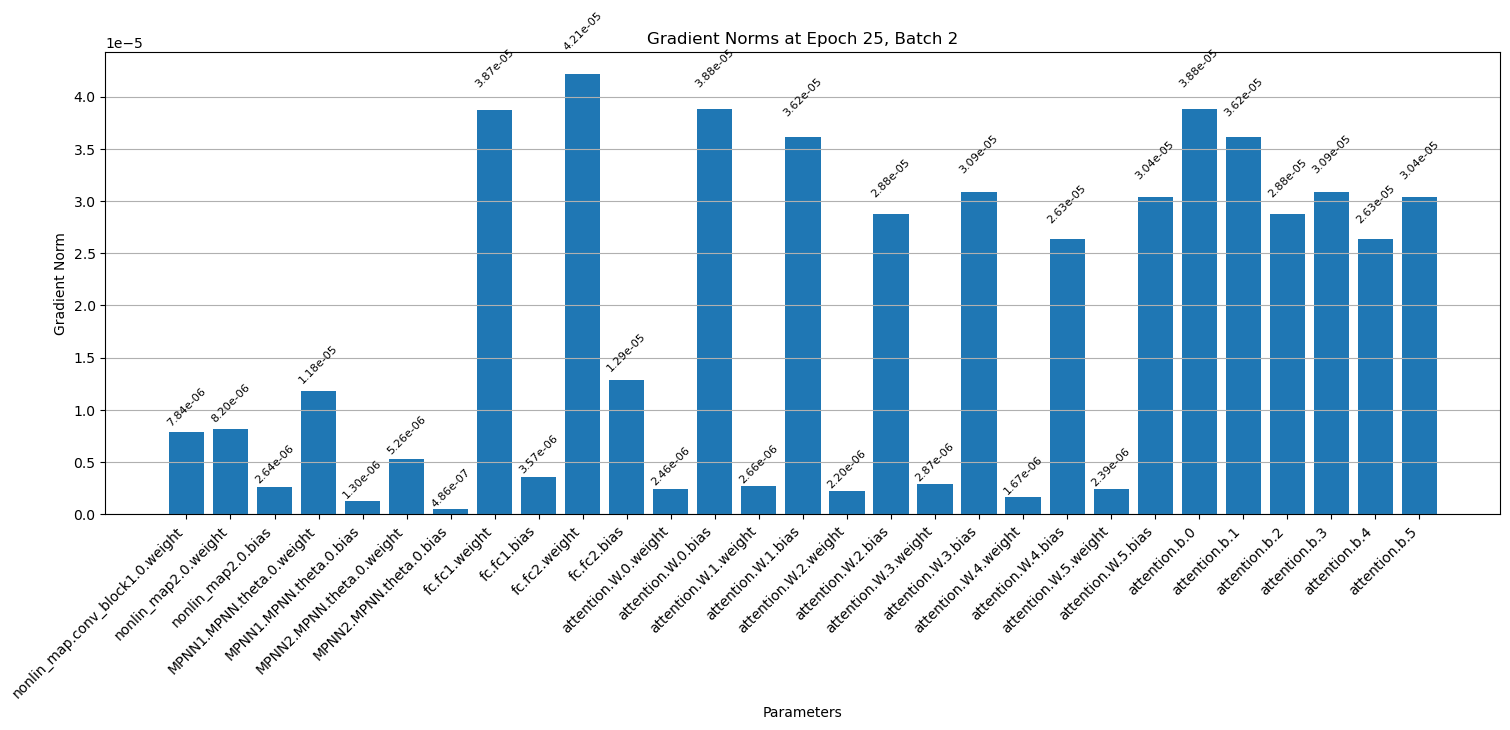 Gradient Norms at Epoch 25, Batch 2
1e−5
Gradient Norm
4.0
3.5
3.0
2.5
2.0
1.5
1.0
0.5
0.0
7.84e-06
8.20e-06
2.64e-06
1.18e-05
1.30e-06
5.26e-06
4.86e-07
3.87e-05
3.57e-06
4.21e-05
1.29e-05
2.46e-06
3.88e-05
2.66e-06
3.62e-05
2.20e-06
2.88e-05
2.87e-06
3.09e-05
1.67e-06
2.63e-05
2.39e-06
3.04e-05
3.88e-05
3.62e-05
2.88e-05
3.09e-05
2.63e-05
3.04e-05
nonlin_map.conv_block1.0.weight
nonlin_map2.0.weight
nonlin_map2.0.bias
MPNN1.MPNN.theta.0.weight
MPNN1.MPNN.theta.0.bias
MPNN2.MPNN.theta.0.weight
MPNN2.MPNN.theta.0.bias
fc.fc1.weight
fc.fc1.bias
fc.fc2.weight
fc.fc2.bias
attention.W.0.weight
attention.W.0.bias
attention.W.1.weight
attention.W.1.bias
attention.W.2.weight
attention.W.2.bias
attention.W.3.weight
attention.W.3.bias
attention.W.4.weight
attention.W.4.bias
attention.W.5.weight
attention.W.5.bias
attention.b.0
attention.b.1
attention.b.2
attention.b.3
attention.b.4
attention.b.5
Parameters